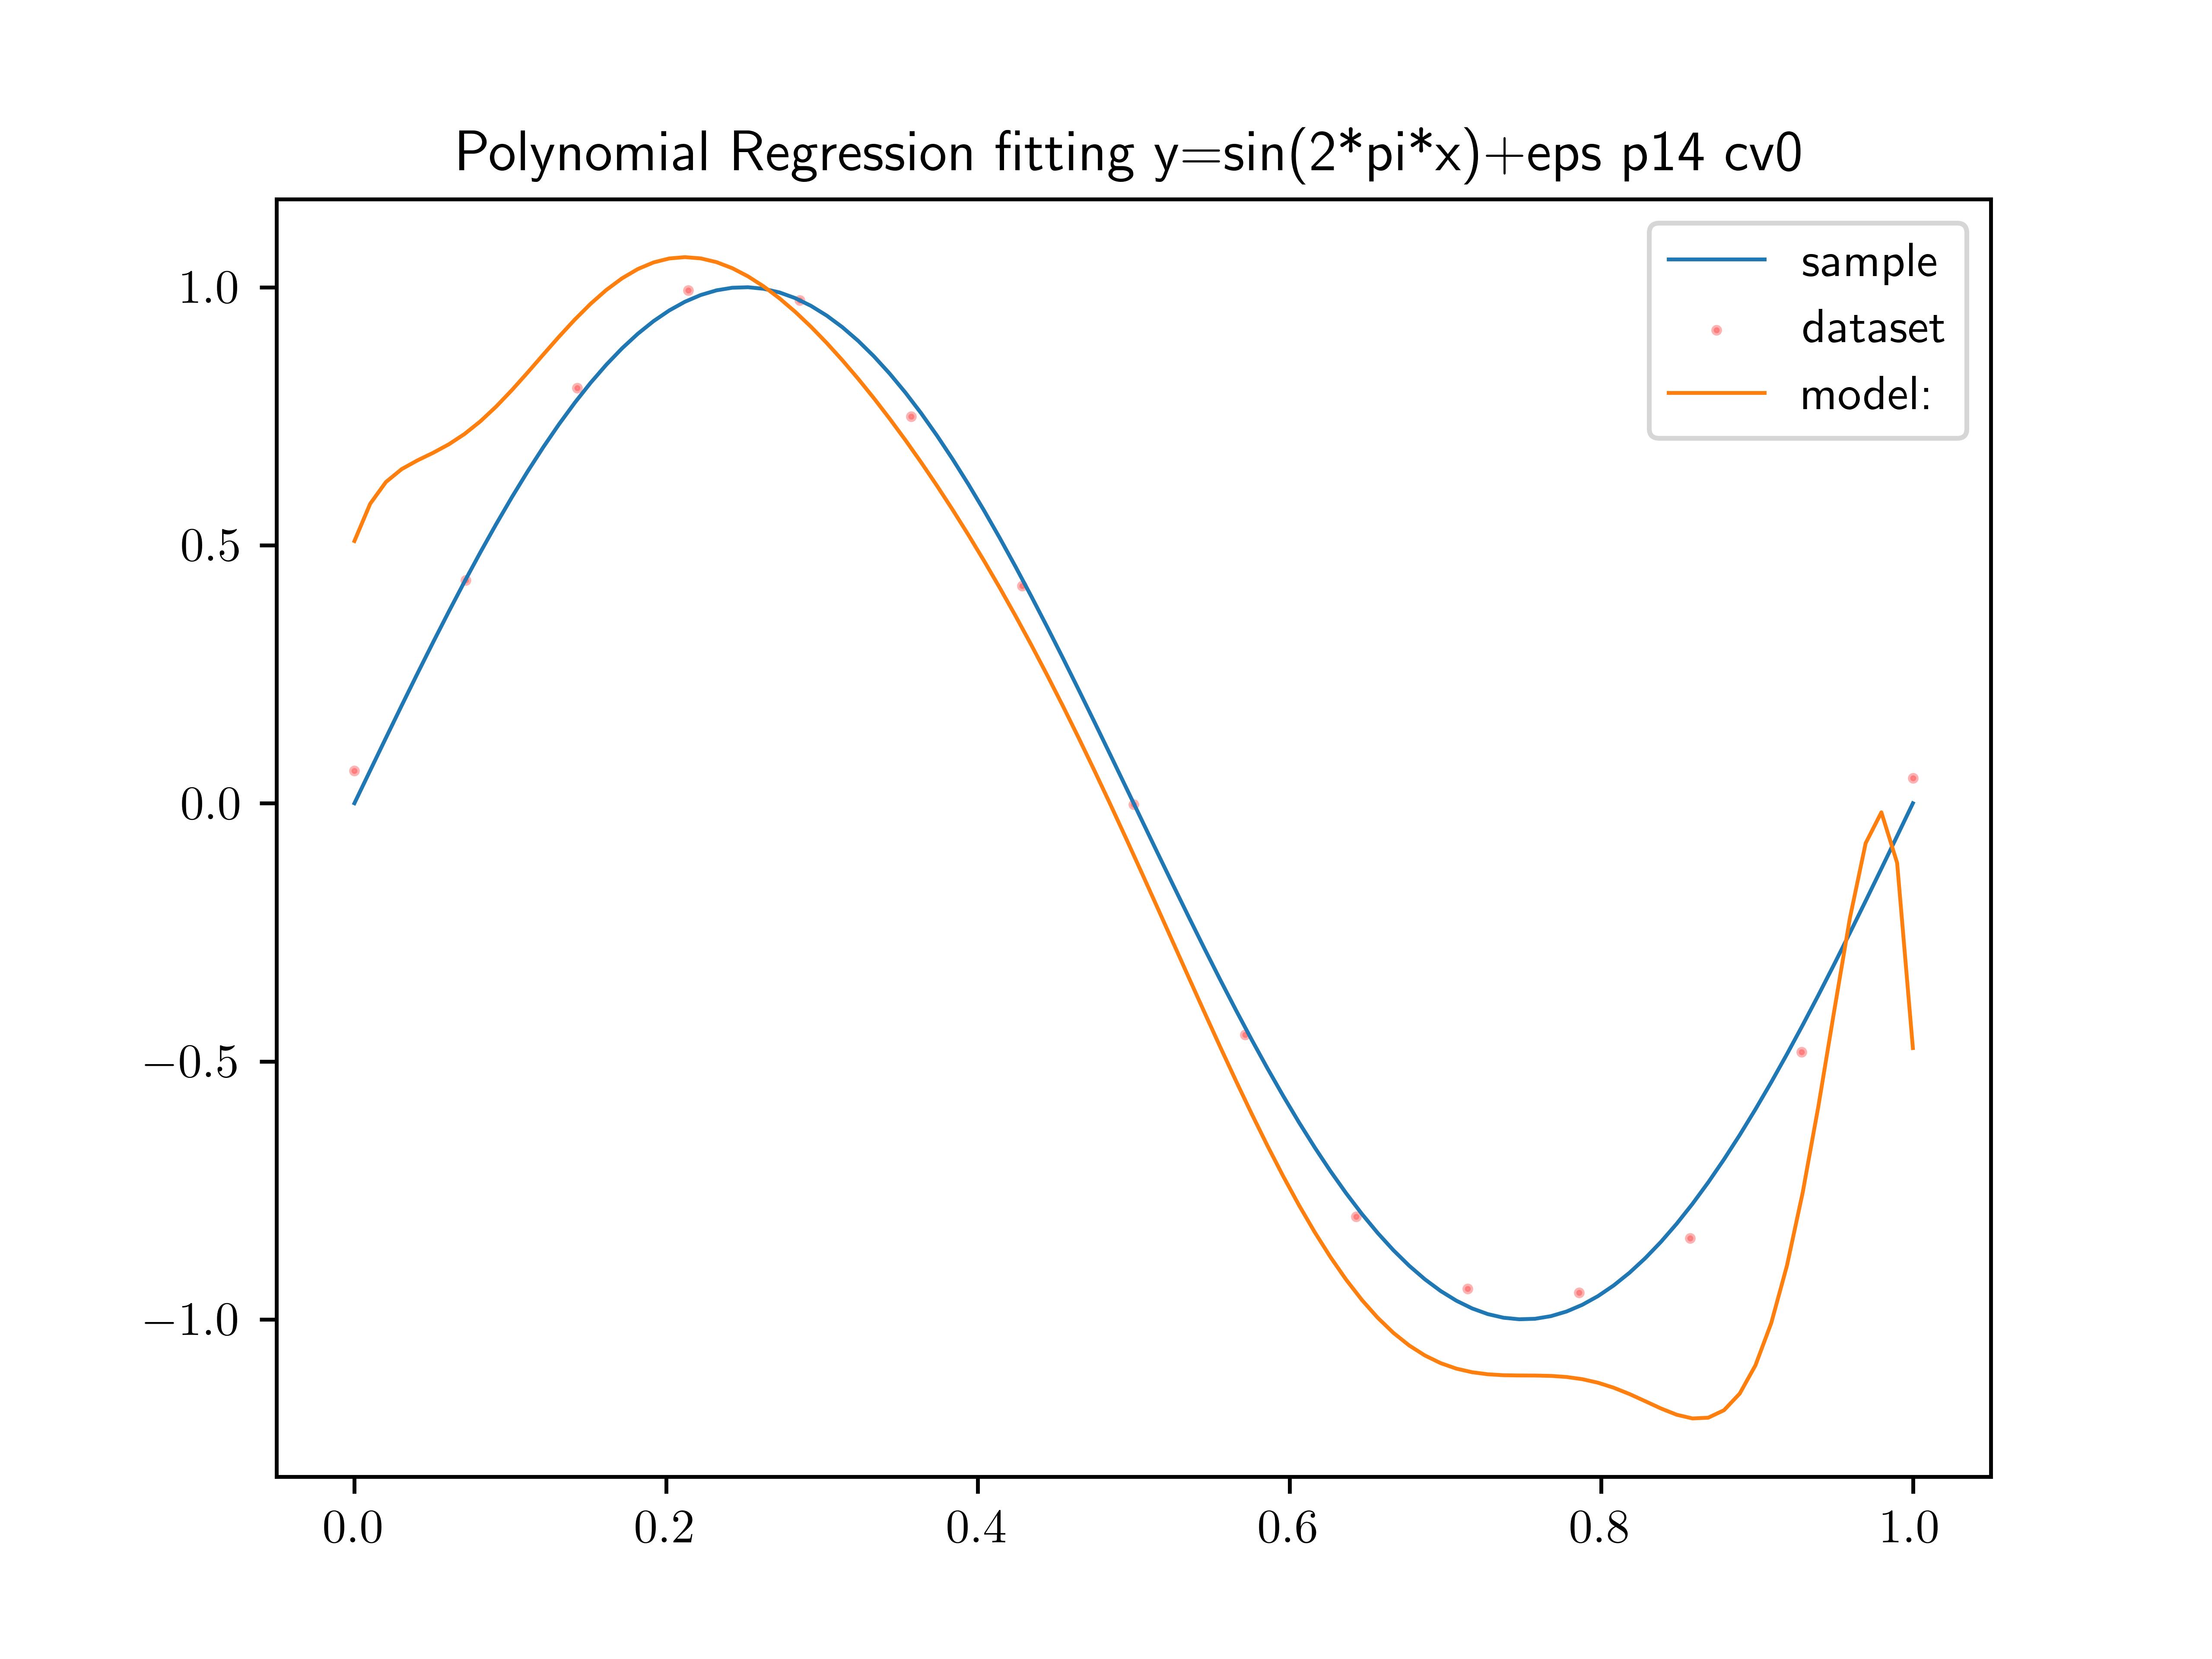 Polynomial Regression fitting y=sin(2*pi*x)+eps p14 cv0
sample
dataset
model:
1.0
0.5
0.0
−0.5
−1.0
0.0 0.2 0.4 0.6 0.8 1.0